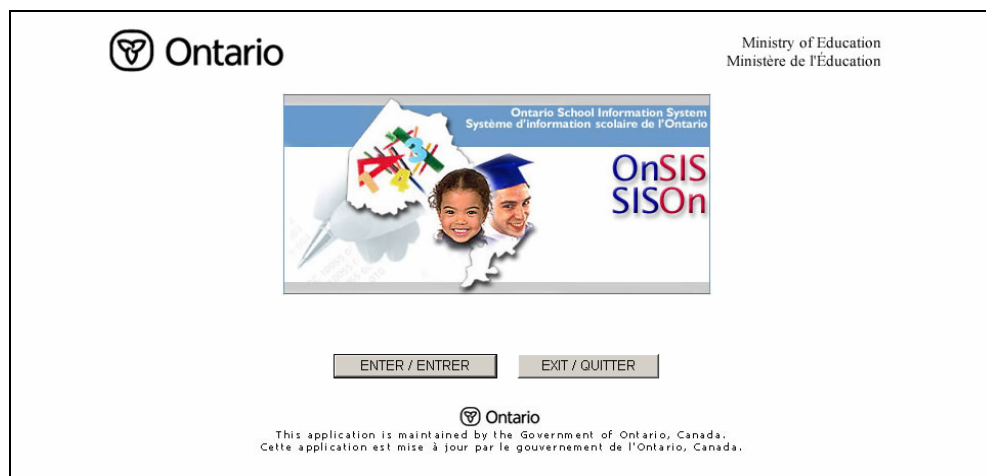 Ontario
Ministry of Education
Ministère de l'Éducation
Ontario School Information System
Système d'information scolaire de l'Ontario
OnSIS
SISOn
ENTER / ENTRER
EXIT / QUITTER
Ontario
This application is maintained by the Government of Ontario, Canada.
Cette application est mise à jour par le gouvernement de l'Ontario, Canada.